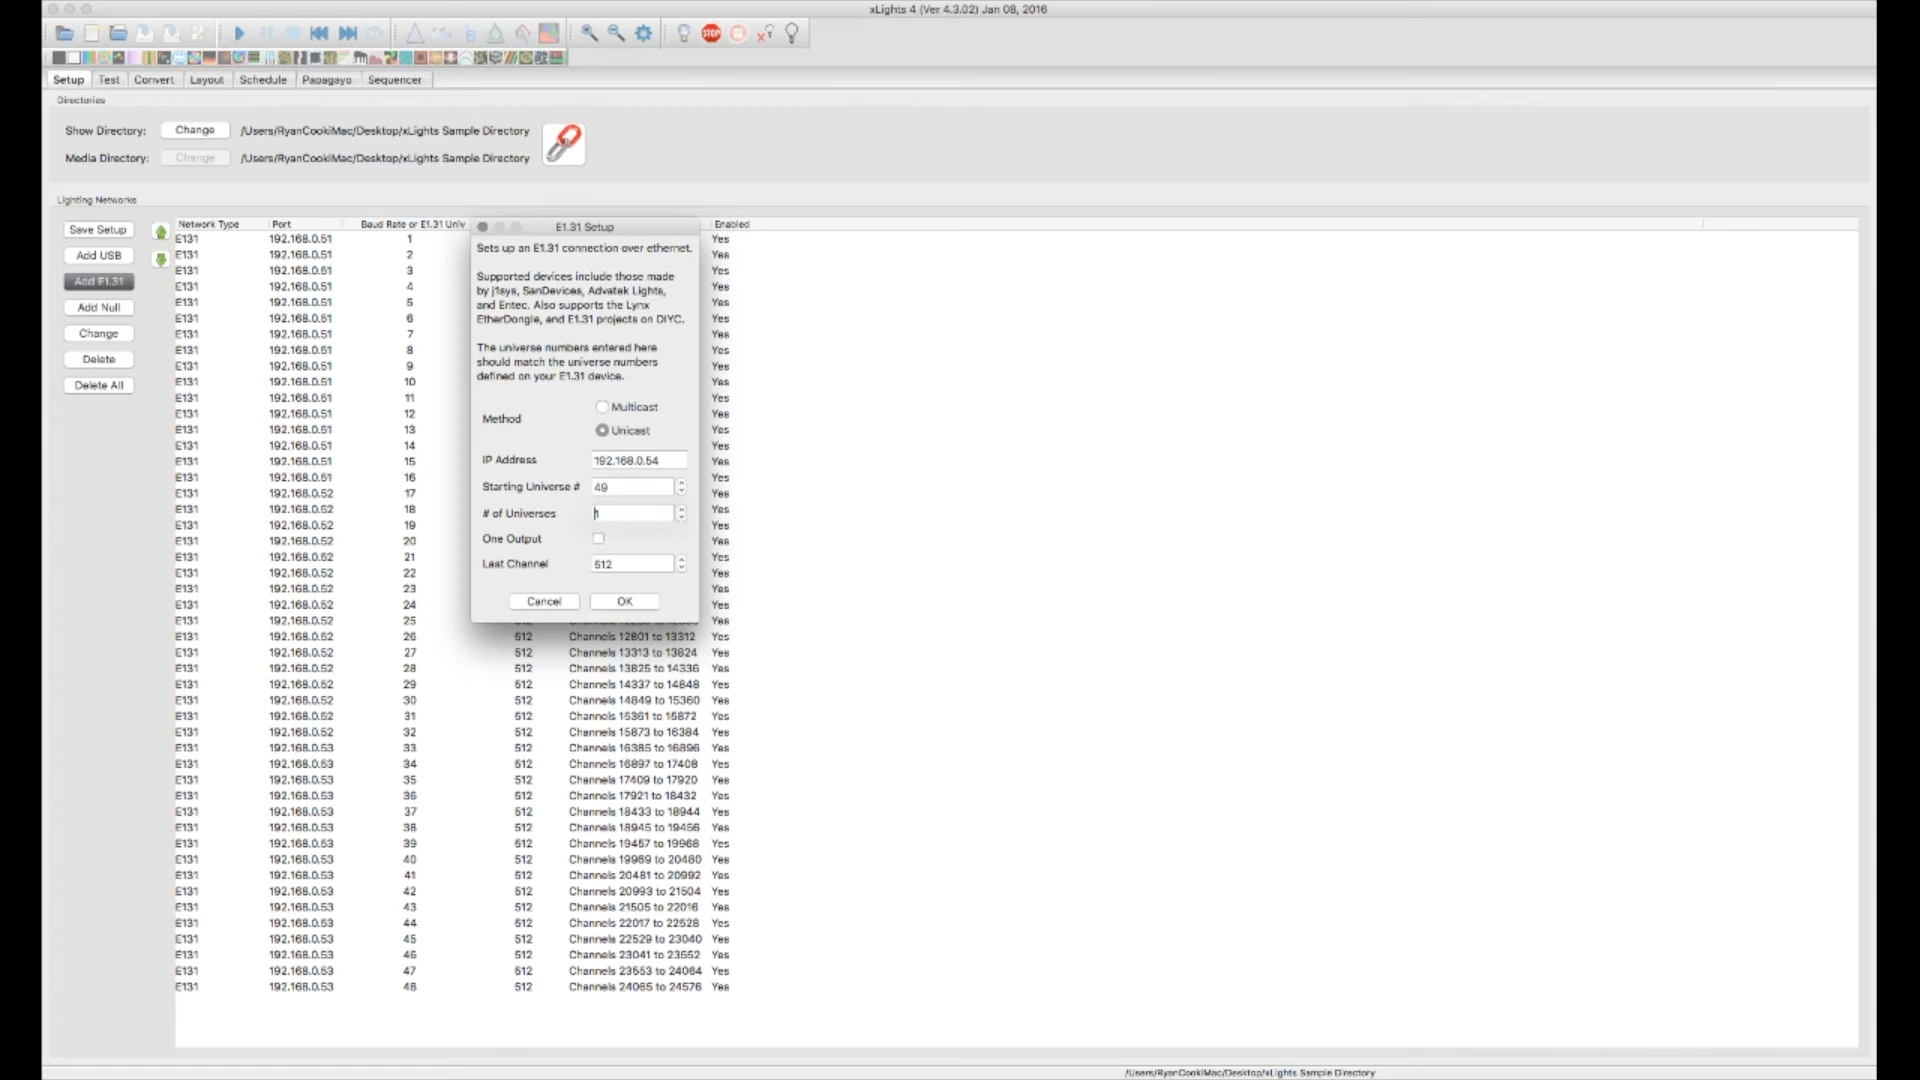 xLights 4 (Ver 4.3.02) Jan 08, 2016
STOP
Setup Test Convert Layout Schedule Papagayo Sequencer
Directories
Show Directory: Change /Users/RyanCookiMac/Desktop/xLights Sample Directory
Media Directory: Change /Users/RyanCookiMac/Desktop/xLights Sample Directory
Lighting Networks
Save Setup
Add USB
Add E1.31
Add Null
Change
Delete
Delete All
Network Type Port Baud Rate or E1.31 Univ Enabled
E131 192.168.0.51 1 Yes
E131 192.168.0.51 2 Yes
E131 192.168.0.51 3 Yes
E131 192.168.0.51 4 Yes
E131 192.168.0.51 5 Yes
E131 192.168.0.51 6 Yes
E131 192.168.0.51 7 Yes
E131 192.168.0.51 8 Yes
E131 192.168.0.51 9 Yes
E131 192.168.0.51 10 Yes
E131 192.168.0.51 11 Yes
E131 192.168.0.51 12 Yes
E131 192.168.0.51 13 Yes
E131 192.168.0.51 14 Yes
E131 192.168.0.51 15 Yes
E131 192.168.0.51 16 Yes
E131 192.168.0.52 17 Yes
E131 192.168.0.52 18 Yes
E131 192.168.0.52 19 Yes
E131 192.168.0.52 20 Yes
E131 192.168.0.52 21 Yes
E131 192.168.0.52 22 Yes
E131 192.168.0.52 23 Yes
E131 192.168.0.52 24 Yes
E131 192.168.0.52 25 Yes
E131 192.168.0.52 26 512 Channels 12801 to 13312 Yes
E131 192.168.0.52 27 512 Channels 13313 to 13824 Yes
E131 192.168.0.52 28 512 Channels 13825 to 14336 Yes
E131 192.168.0.52 29 512 Channels 14337 to 14848 Yes
E131 192.168.0.52 30 512 Channels 14849 to 15360 Yes
E131 192.168.0.52 31 512 Channels 15361 to 15872 Yes
E131 192.168.0.52 32 512 Channels 15873 to 16384 Yes
E131 192.168.0.53 33 512 Channels 16385 to 16896 Yes
E131 192.168.0.53 34 512 Channels 16897 to 17408 Yes
E131 192.168.0.53 35 512 Channels 17409 to 17920 Yes
E131 192.168.0.53 36 512 Channels 17921 to 18432 Yes
E131 192.168.0.53 37 512 Channels 18433 to 18944 Yes
E131 192.168.0.53 38 512 Channels 18945 to 19456 Yes
E131 192.168.0.53 39 512 Channels 19457 to 19968 Yes
E131 192.168.0.53 40 512 Channels 19969 to 20480 Yes
E131 192.168.0.53 41 512 Channels 20481 to 20992 Yes
E131 192.168.0.53 42 512 Channels 20993 to 21504 Yes
E131 192.168.0.53 43 512 Channels 21505 to 22016 Yes
E131 192.168.0.53 44 512 Channels 22017 to 22528 Yes
E131 192.168.0.53 45 512 Channels 22529 to 23040 Yes
E131 192.168.0.53 46 512 Channels 23041 to 23552 Yes
E131 192.168.0.53 47 512 Channels 23553 to 24064 Yes
E131 192.168.0.53 48 512 Channels 24065 to 24576 Yes
E1.31 Setup
Sets up an E1.31 connection over ethernet.
Supported devices include those made
by j1sys, SanDevices, Advatek Lights,
and Entec. Also supports the Lynx
EtherDongle, and E1.31 projects on DIYC.
The universe numbers entered here
should match the universe numbers
defined on your E1.31 device.
Method
Multicast
Unicast
IP Address 192.168.0.54
Starting Universe # 49
# of Universes 1
One Output
Last Channel 512
Cancel OK
/Users/RyanCookiMac/Desktop/xLights Sample Directory